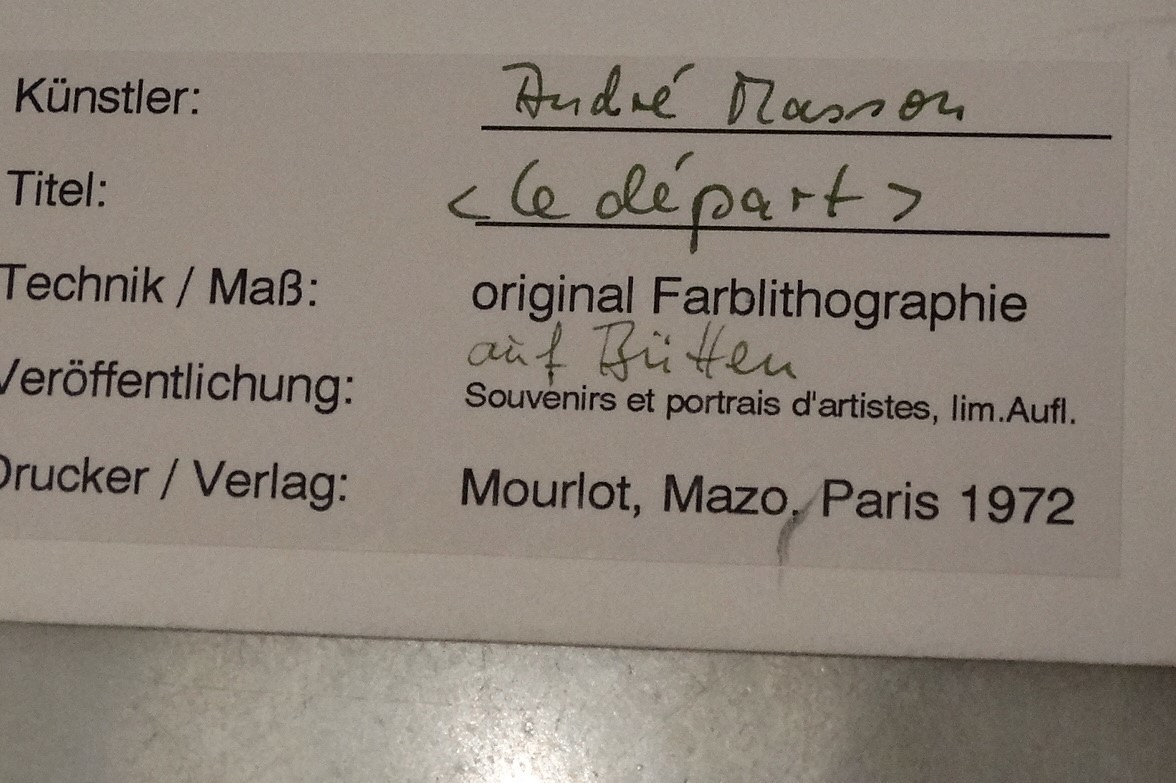 Künstler: André Masson
Titel: < le départ >
Technik / Maß: original Farblithographie
auf Bütten
Veröffentlichung: Souvenirs et portrais d'artistes, lim.Aufl.
Drucker / Verlag: Mourlot, Mazo, Paris 1972